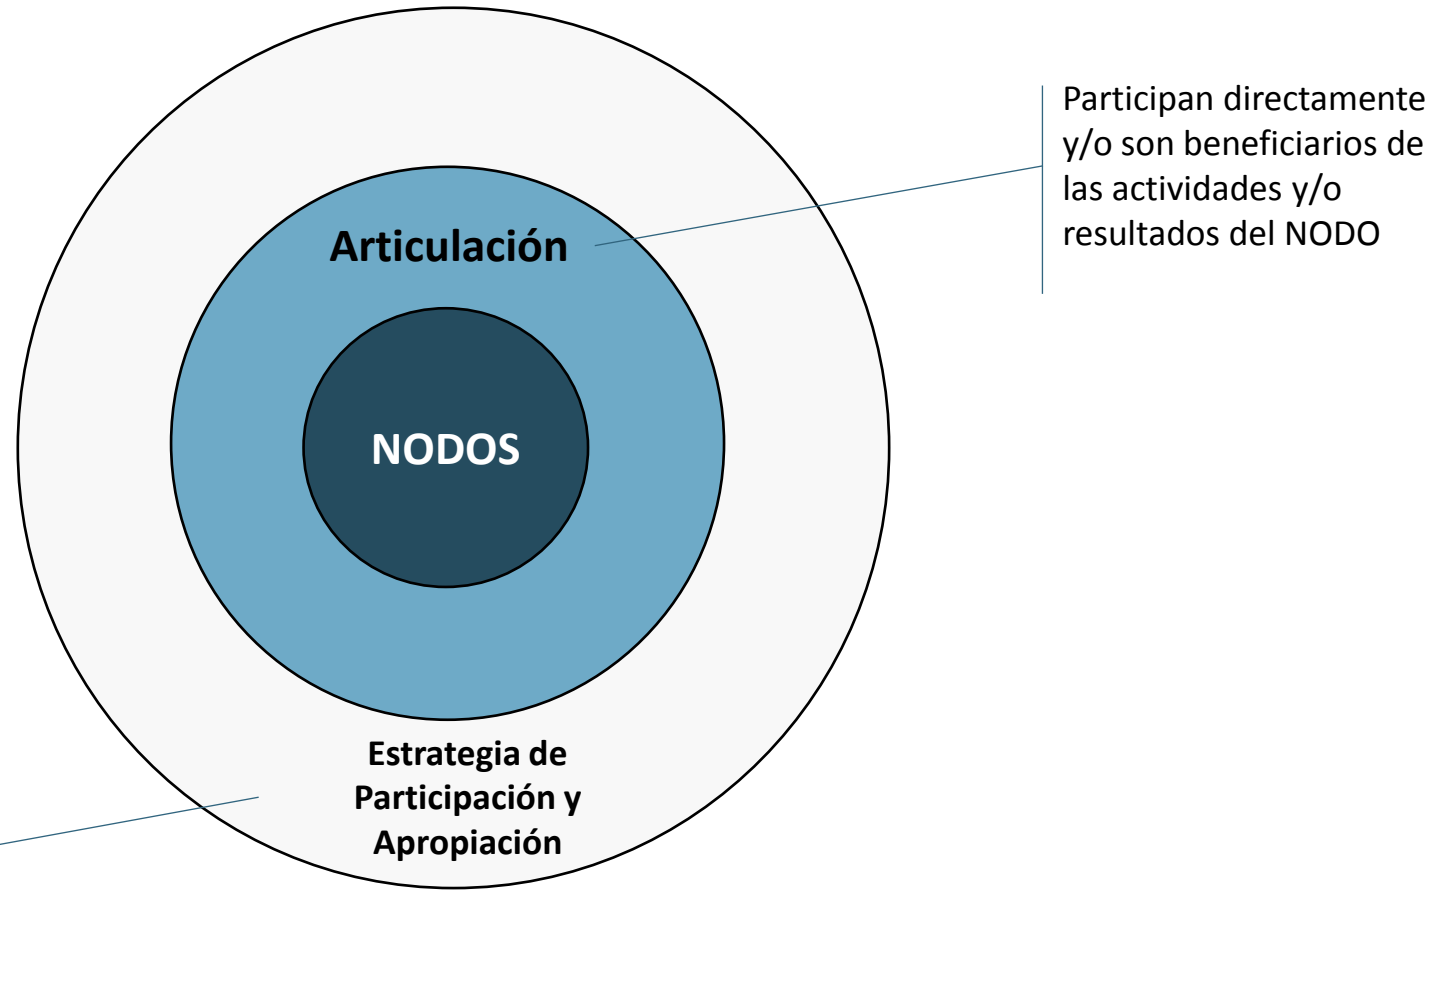 Participan directamente
y/o son beneficiarios de
las actividades y/o
resultados del NODO
Articulación
NODOS
Estrategia de
Participación y
Apropiación